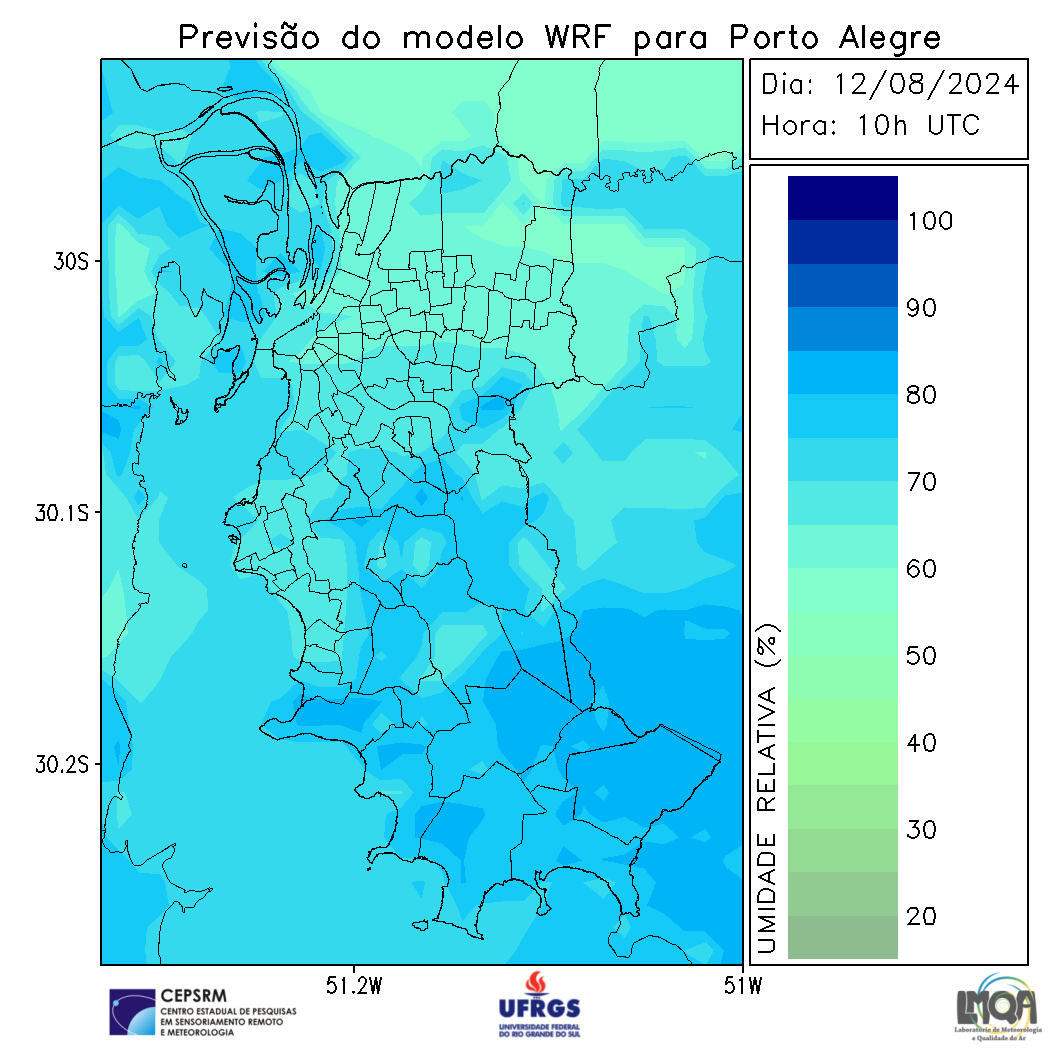 Previsão do modelo WRF para Porto Alegre
Dia: 12/08/2024
Hora: 10h UTC
30S
30.1S
30.2S
51.2W
51W
100
90
80
70
60
50
40
30
20
UMIDADE RELATIVA (%)
CEPSRM
CENTRO ESTADUAL DE PESQUISAS
EM SENSORIAMENTO REMOTO
E METEOROLOGIA
UFRGS
UNIVERSIDADE FEDERAL
DO RIO GRANDE DO SUL
LMQA
Laboratório de Meteorologia
e Qualidade do Ar